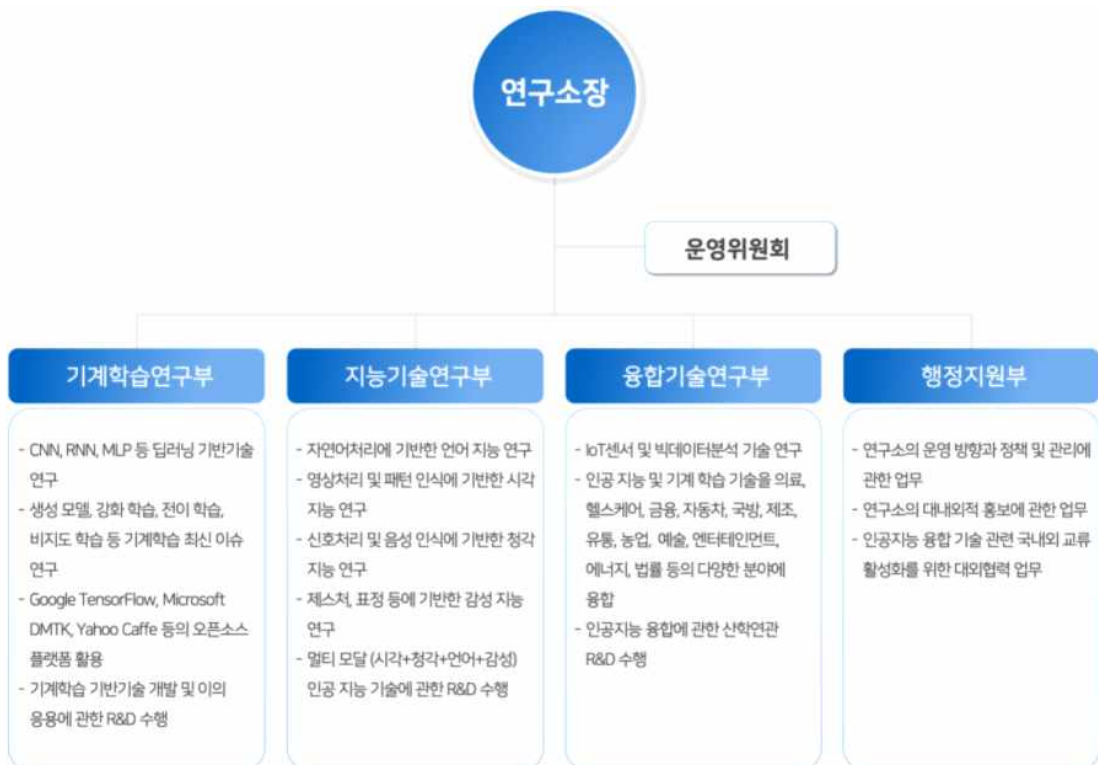 연구소장
운영위원회
기계학습연구부
- CNN, RNN, MLP 등 딥러닝 기반기술
연구
- 생성 모델, 강화 학습, 전이 학습,
비지도 학습 등 기계학습 최신 이슈
연구
- Google TensorFlow, Microsoft
DMTK, Yahoo Caffe 등의 오픈소스
플랫폼 활용
- 기계학습 기반기술 개발 및 이의
응용에 관한 R&D 수행
지능기술연구부
- 자연어처리에 기반한 언어 지능 연구
- 영상처리 및 패턴 인식에 기반한 시각
지능 연구
- 신호처리 및 음성 인식에 기반한 청각
지능 연구
- 제스처, 표정 등에 기반한 감성 지능
연구
- 멀티 모달 (시각+청각+언어+감성)
인공 지능 기술에 관한 R&D 수행
융합기술연구부
- IoT센서 및 빅데이터분석 기술 연구
- 인공 지능 및 기계 학습 기술을 의료,
헬스케어, 금융, 자동차, 국방, 제조,
유통, 농업, 예술, 엔터테인먼트,
에너지, 법률 등의 다양한 분야에
융합
- 인공지능 융합에 관한 산학연관
R&D 수행
행정지원부
- 연구소의 운영 방향과 정책 및 관리에
관한 업무
- 연구소의 대내외적 홍보에 관한 업무
- 인공지능 융합 기술 관련 국내외 교류
활성화를 위한 대외협력 업무